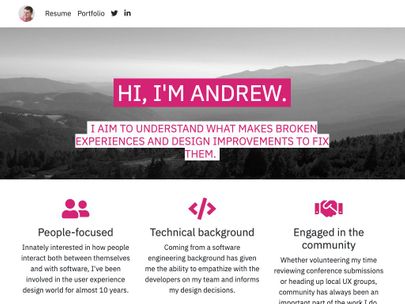 Resume Portfolio
HI, I'M ANDREW.
I AIM TO UNDERSTAND WHAT MAKES BROKEN
EXPERIENCES AND DESIGN IMPROVEMENTS TO FIX
THEM.
People-focused
Innately interested in how people
interact both between themselves
and with software, I've been
involved in the user experience
design world for almost 10 years.
Technical background
Coming from a software
engineering background has given
me the ability to empathize with the
developers on my team and informs
my design decisions.
Engaged in the
community
Whether volunteering my time
reviewing conference submissions
or heading up local UX groups,
community has always been an
important part of the work I do